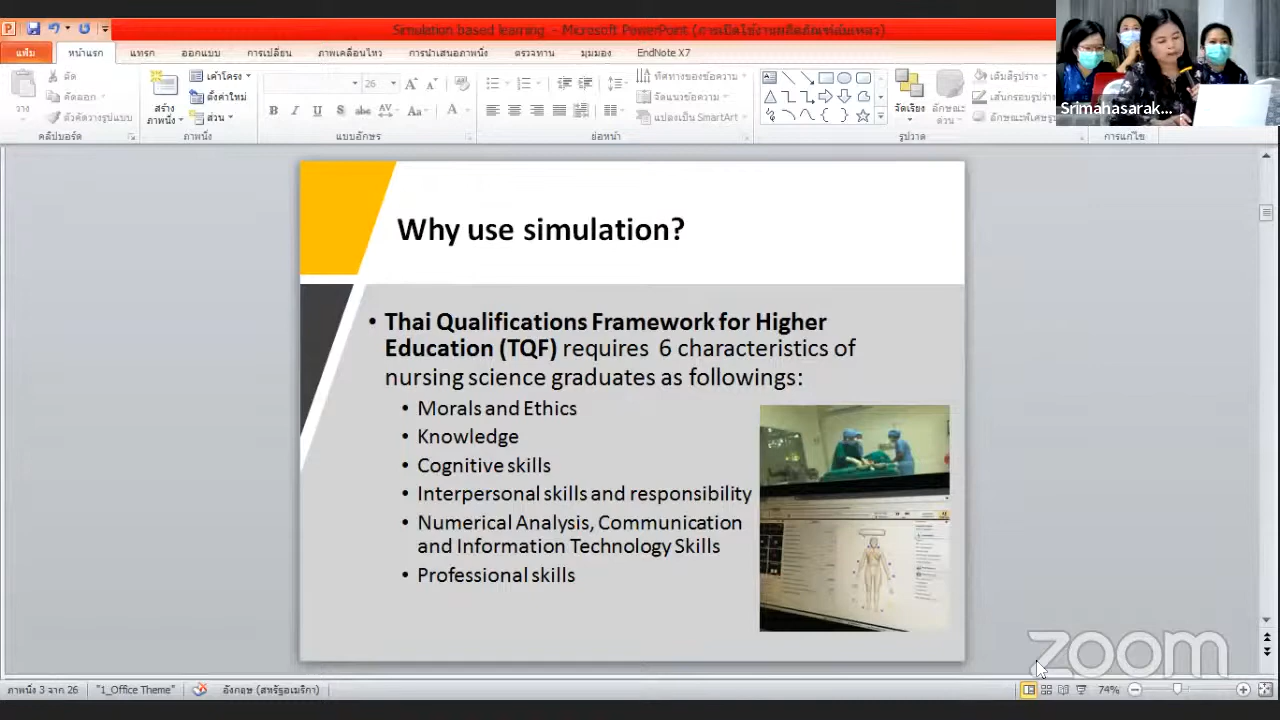 Simulation based learning. - Microsoft PowerPoint (การเปิดใช้งานผลิตภัณฑ์ล้มเหลว)
แฟ้ม หน้าแรก แทรก ออกแบบ การเปลี่ยน ภาพเคลื่อนไหว การนำเสนอภาพนิ่ง ตรวจทาน มุมมอง EndNote X7
วาง
ตัด
คัดลอก
ตัวคัดวางรูปแบบ
คลิปบอร์ด
สร้าง
ภาพนิ่ง
เค้าโครง
ตั้งค่าใหม่
ส่วน
ภาพนิ่ง
26
B I U S abc AV Aa A
แบบอักษร
ทิศทางของข้อความ
จัดแนวข้อความ
แปลงเป็น SmartArt
ย่อหน้า
จัดเรียง
ลักษณะ
ด่วน
เติมสีรูปร่าง
เส้นกรอบรูปร่าง
ลักษณะพิเศษรูปร่าง
รูปวาด
การแก้ไข
Srimahasarak...
Why use simulation?
• Thai Qualifications Framework for Higher
Education (TQF) requires 6 characteristics of
nursing science graduates as followings:
• Morals and Ethics
• Knowledge
• Cognitive skills
• Interpersonal skills and responsibility
• Numerical Analysis, Communication
and Information Technology Skills
• Professional skills
zoom
ภาพนิ่ง 3 จาก 26 "1_Office Theme" อังกฤษ (สหรัฐอเมริกา) 74%